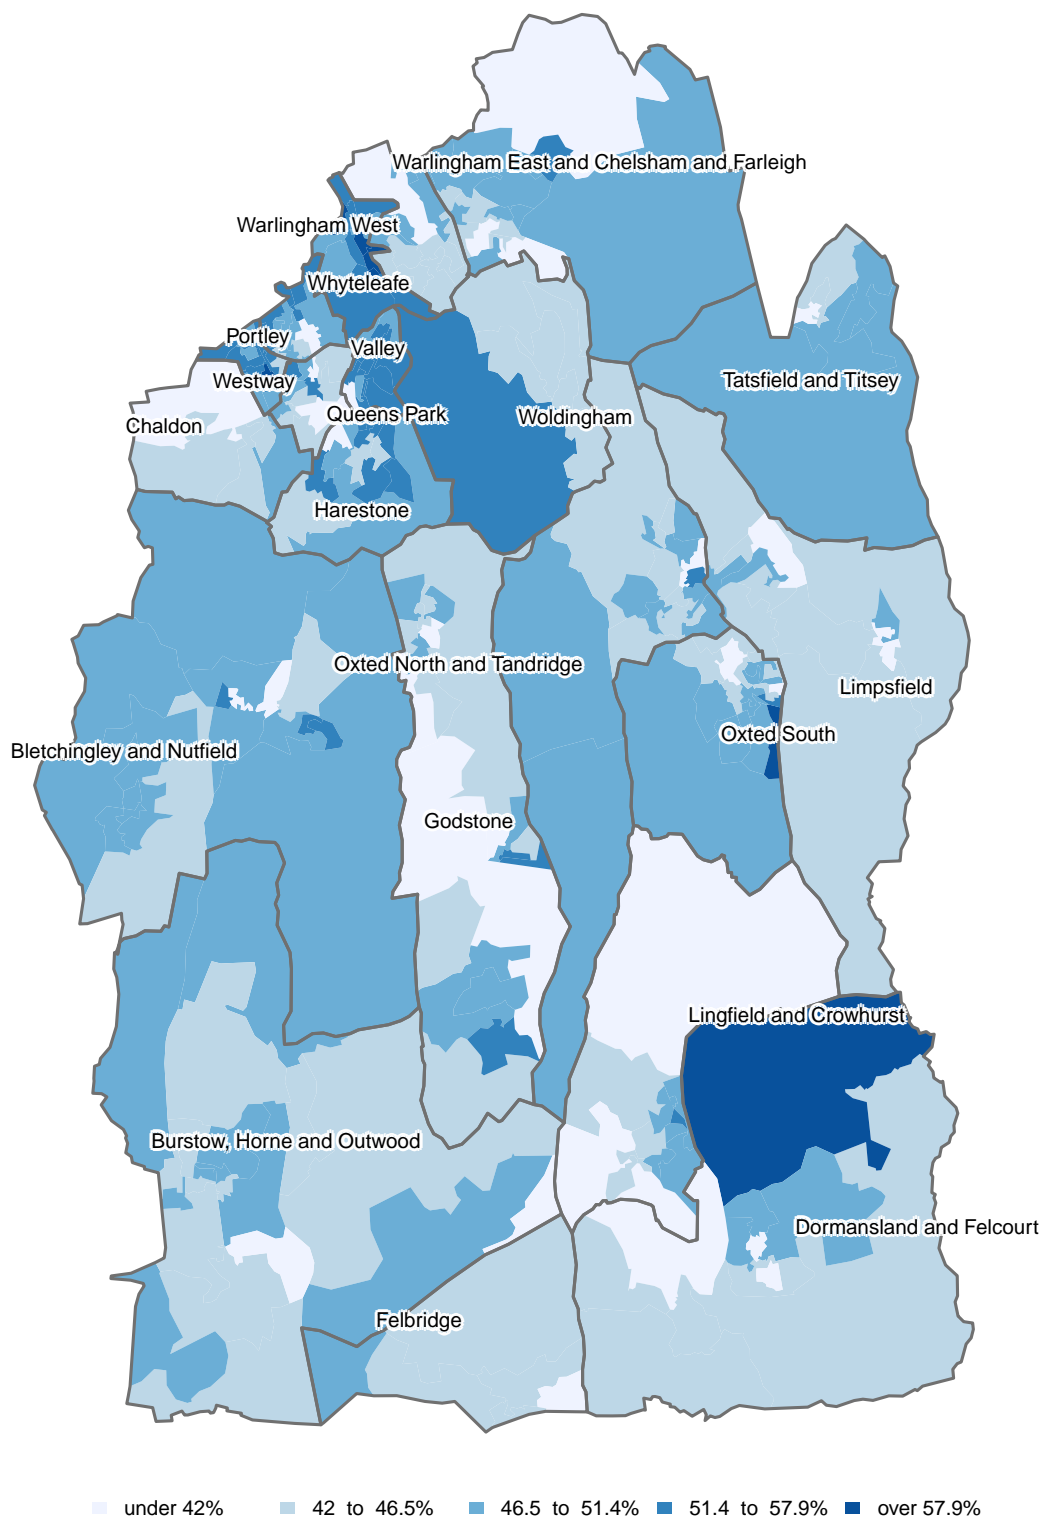 Warlingham East and Chelsham and Farleigh
Warlingham West
Whyteleafe
Portley
Valley
Westway
Tatsfield and Titsey
Queens Park
Woldingham
Chaldon
Harestone
Oxted North and Tandridge
Limpsfield
Oxted South
Bletchingley and Nutfield
Godstone
Lingfield and Crowhurst
Burstow, Horne and Outwood
Dormansland and Felcourt
Felbridge
under 42% 42 to 46.5% 46.5 to 51.4% 51.4 to 57.9% over 57.9%